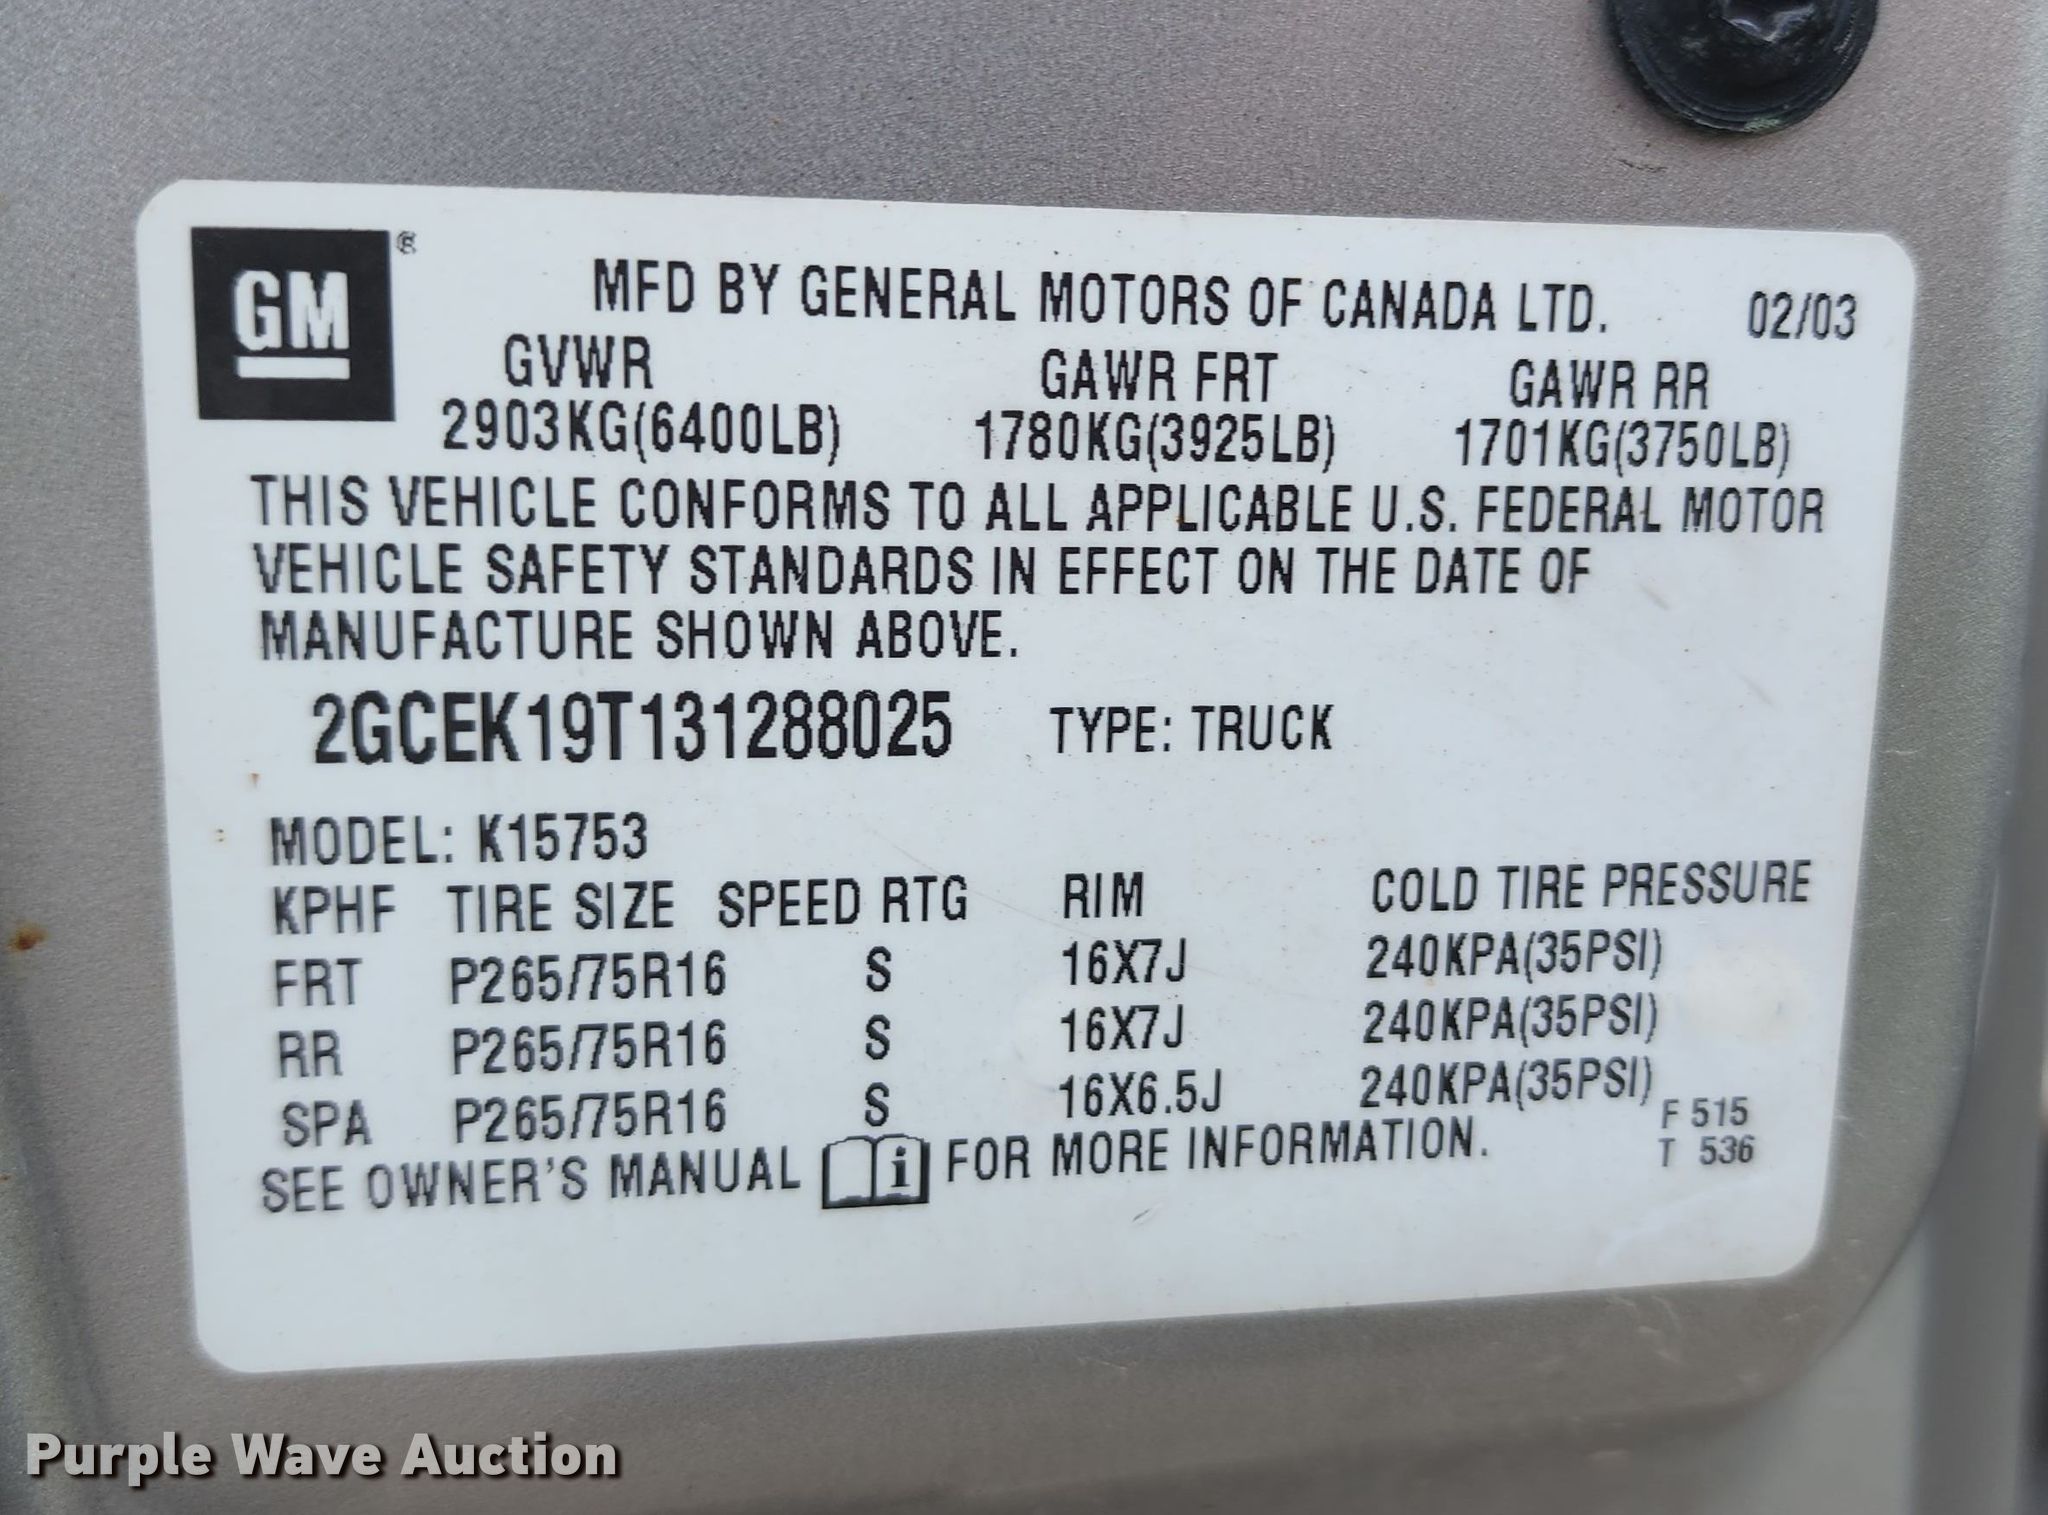 GM ®
MFD BY GENERAL MOTORS OF CANADA LTD. 02/03
GVWR GAWR FRT GAWR RR
2903KG(6400LB) 1780KG(3925LB) 1701KG(3750LB)
THIS VEHICLE CONFORMS TO ALL APPLICABLE U.S. FEDERAL MOTOR
VEHICLE SAFETY STANDARDS IN EFFECT ON THE DATE OF
MANUFACTURE SHOWN ABOVE.
2GCEK19T131288025 TYPE: TRUCK
MODEL: K15753
KPHF TIRE SIZE SPEED RTG RIM COLD TIRE PRESSURE
FRT P265/75R16 S 16X7J 240KPA(35PSI)
RR P265/75R16 S 16X7J 240KPA(35PSI)
SPA P265/75R16 S 16X6.5J 240KPA(35PSI)
F 515
T 536
SEE OWNER'S MANUAL i FOR MORE INFORMATION.
Purple Wave Auction